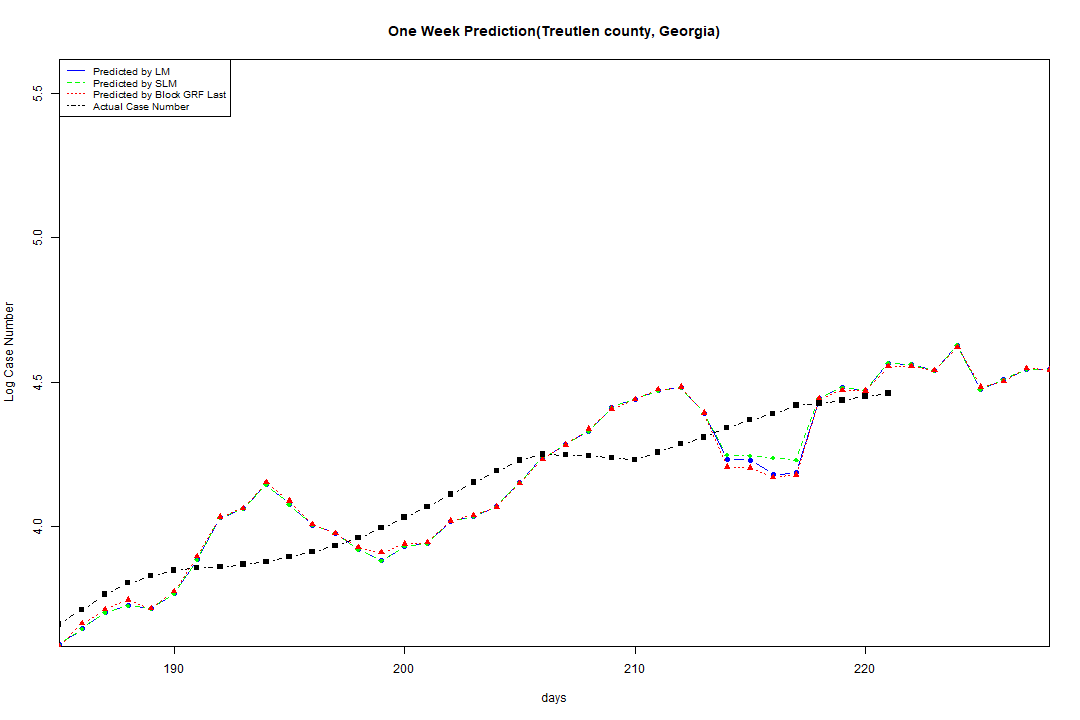 One Week Prediction(Treutlen county, Georgia)
Predicted by LM
Predicted by SLM
Predicted by Block GRF Last
Actual Case Number
5.5
5.0
4.5
4.0
Log Case Number
190
200
210
220
days